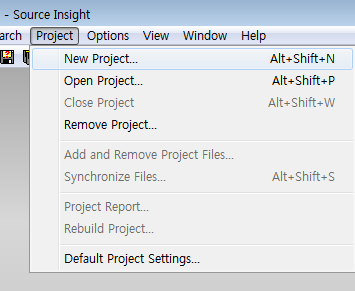 - Source Insight
arch Project Options View Window Help
New Project... Alt+Shift+N
Open Project... Alt+Shift+P
Close Project Alt+Shift+W
Remove Project...
Add and Remove Project Files...
Synchronize Files... Alt+Shift+S
Project Report...
Rebuild Project...
Default Project Settings...